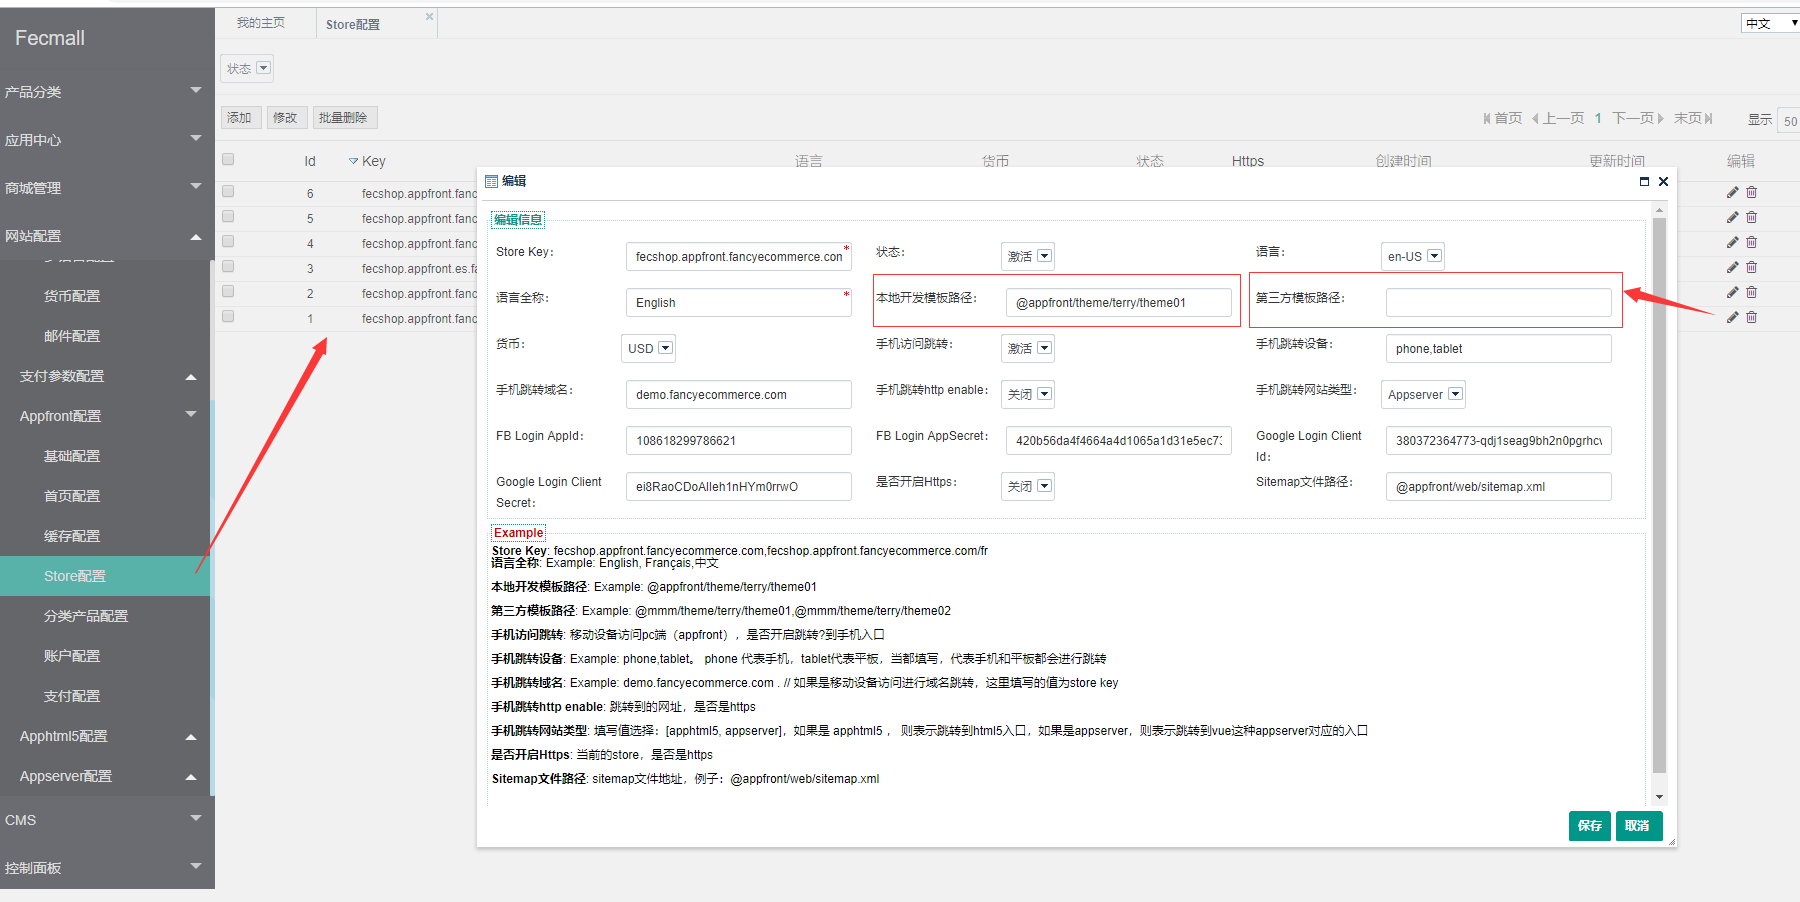 Fecmall
产品分类
应用中心
商城管理
网站配置
货币配置
邮件配置
支付参数配置
Appfront配置
基础配置
首页配置
缓存配置
Store配置
分类产品配置
账户配置
支付配置
Apphtml5配置
Appserver配置
CMS
控制面板
我的主页 Store配置 中文
状态
添加 修改 批量删除 首页 上一页 1 下一页 末页 显示 50
Id Key 语言 货币 状态 Https 创建时间 更新时间 编辑
6 fecshop.appfront.fanc
5 fecshop.appfront.fanc
4 fecshop.appfront.fanc
3 fecshop.appfront.es.fa
2 fecshop.appfront.fanc
1 fecshop.appfront.fanc
编辑
编辑信息
Store Key: fecshop.appfront.fancyecommerce.con * 状态: 激活 语言: en-US
语言全称: English * 本地开发模板路径: @appfront/theme/terry/theme01 第三方模板路径:
货币: USD 手机访问跳转: 激活 手机跳转设备: phone,tablet
手机跳转域名: demo.fancyecommerce.com 手机跳转http enable: 关闭 手机跳转网站类型: Appserver
FB Login AppId: 108618299786621 FB Login AppSecret: 420b56da4f4664a4d1065a1d31e5ec73 Google Login Client Id: 380372364773-qdj1seag9bh2n0pgrhcv
Google Login Client Secret: ei8RaoCDoAlleh1nHYm0rrwO 是否开启Https: 关闭 Sitemap文件路径: @appfront/web/sitemap.xml
Example
Store Key: fecshop.appfront.fancyecommerce.com,fecshop.appfront.fancyecommerce.com/fr
语言全称: Example: English, Français,中文
本地开发模板路径: Example: @appfront/theme/terry/theme01
第三方模板路径: Example: @mmm/theme/terry/theme01,@mmm/theme/terry/theme02
手机访问跳转: 移动设备访问pc端（appfront），是否开启跳转?到手机入口
手机跳转设备: Example: phone,tablet。 phone 代表手机，tablet代表平板，当都填写，代表手机和平板都会进行跳转
手机跳转域名: Example: demo.fancyecommerce.com . // 如果是移动设备访问进行域名跳转，这里填写的值为store key
手机跳转http enable: 跳转到的网址，是否是https
手机跳转网站类型: 填写值选择：[apphtml5, appserver]，如果是 apphtml5 ， 则表示跳转到html5入口，如果是appserver，则表示跳转到vue这种appserver对应的入口
是否开启Https: 当前的store，是否是https
Sitemap文件路径: sitemap文件地址，例子：@appfront/web/sitemap.xml
保存 取消